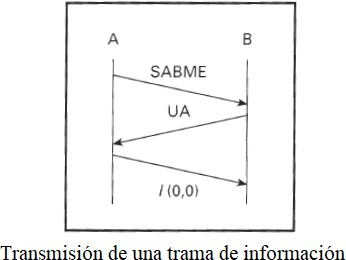 A B
SABME
UA
I (0,0)
Transmisión de una trama de información